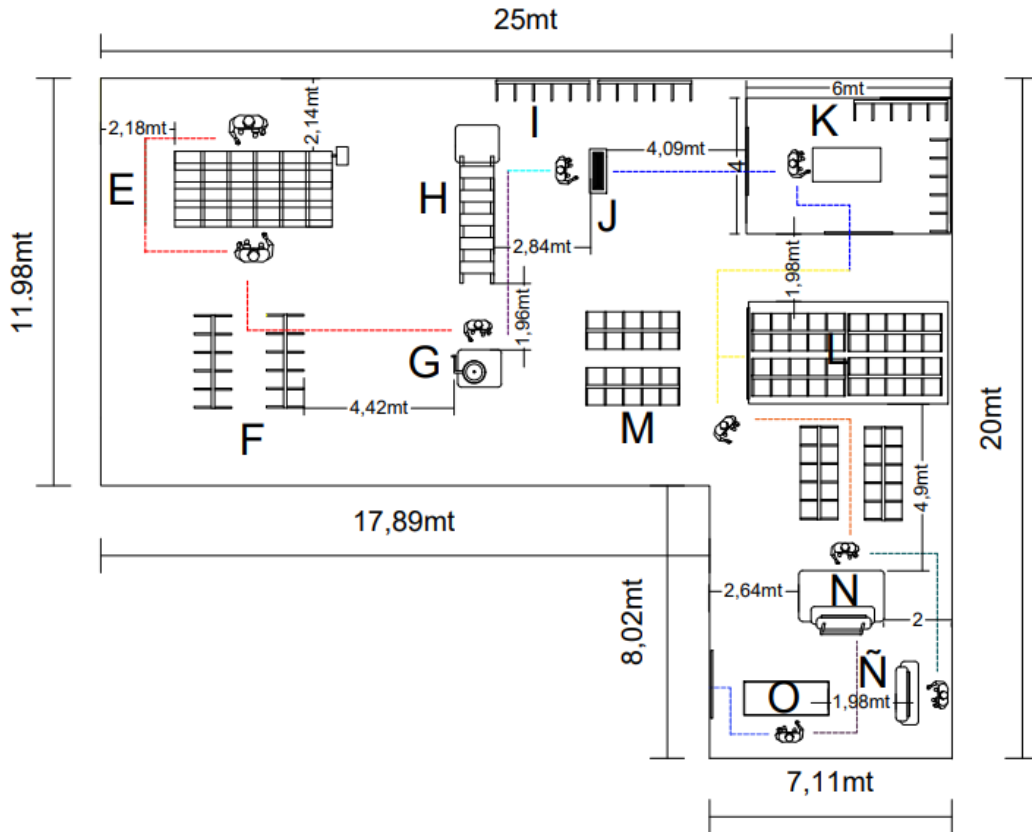 25mt
6mt
2,18mt
2,14mt
I
K
4,09mt
4
E
H
J
2,84mt
1,98mt
11.98mt
1,96mt
G
L
4,42mt
M
F
20mt
4,9mt
17,89mt
2,64mt
N
2
8,02mt
Ñ
O
1,98mt
7,11mt